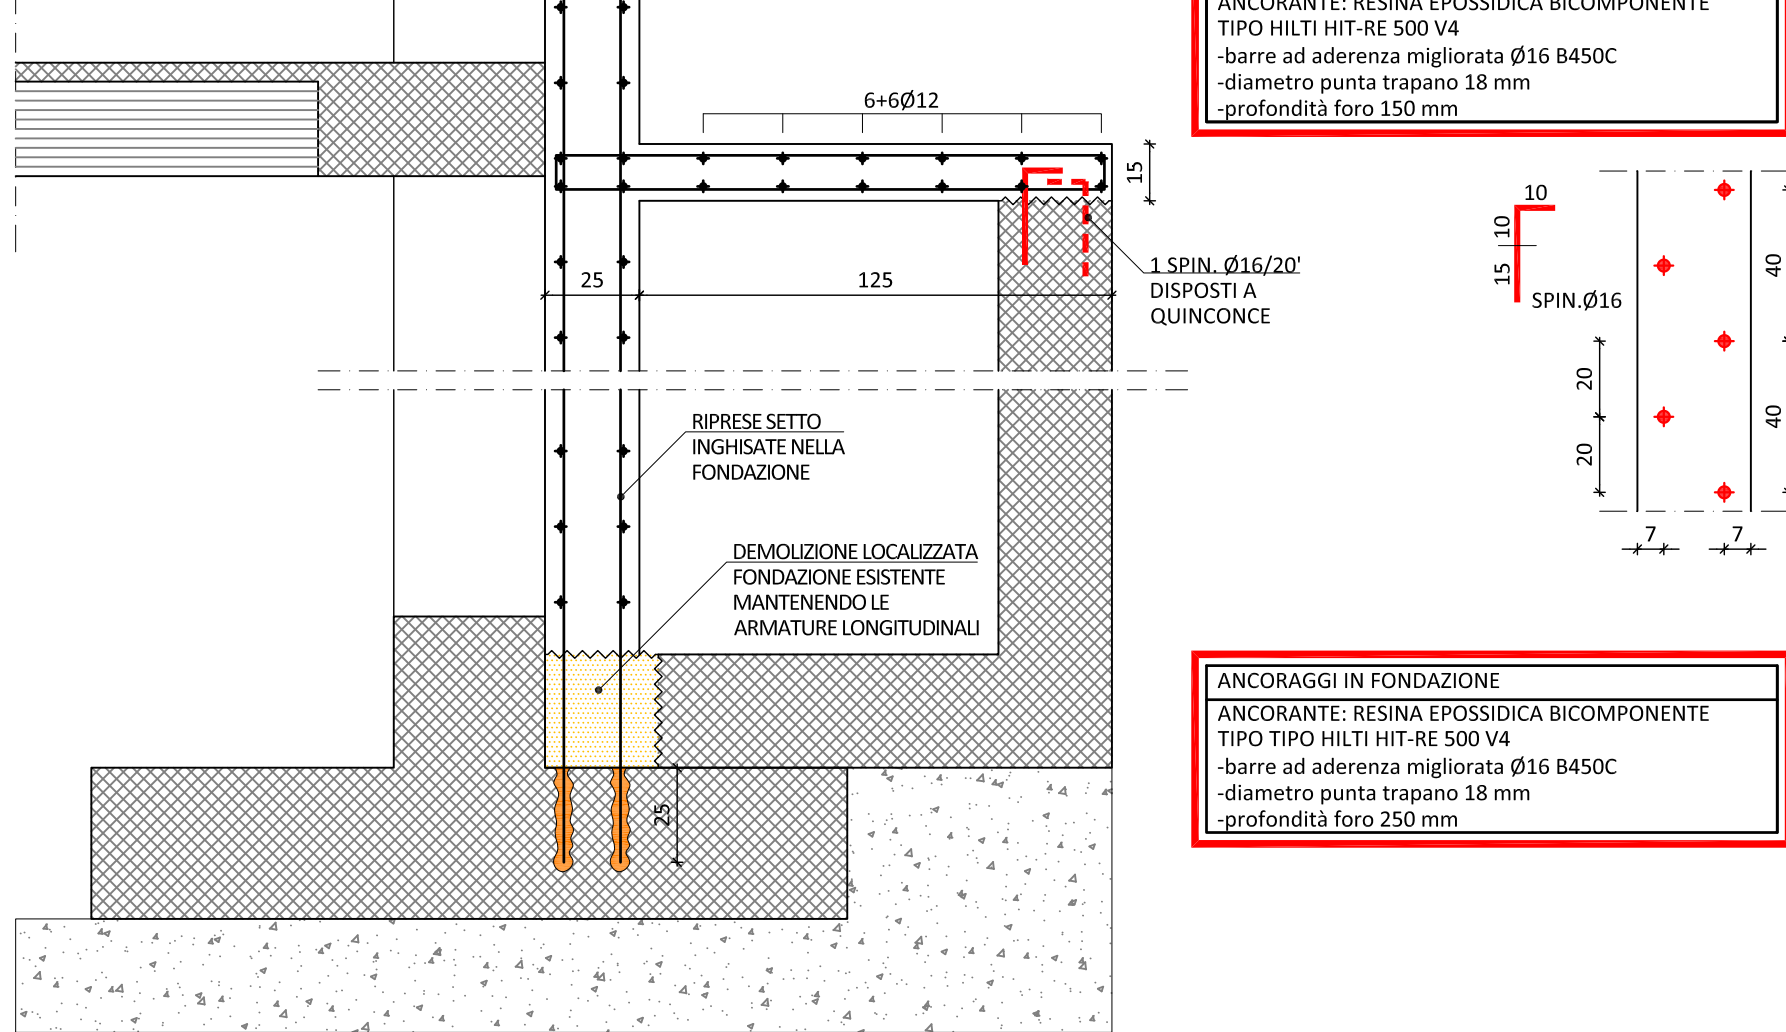 ANCORANTE: RESINA EPOSSIDICA BICOMPONENTE
TIPO HILTI HIT-RE 500 V4
-barre ad aderenza migliorata Ø16 B450C
-diametro punta trapano 18 mm
-profondità foro 150 mm
6+6Ø12
15
25
125
1 SPIN. Ø16/20'
DISPOSTI A
QUINCONCE
10
10
15
SPIN.Ø16
40
40
20
20
7
7
RIPRESE SETTO
INGHISATE NELLA
FONDAZIONE
DEMOLIZIONE LOCALIZZATA
FONDAZIONE ESISTENTE
MANTENENDO LE
ARMATURE LONGITUDINALI
25
ANCORAGGI IN FONDAZIONE
ANCORANTE: RESINA EPOSSIDICA BICOMPONENTE
TIPO TIPO HILTI HIT-RE 500 V4
-barre ad aderenza migliorata Ø16 B450C
-diametro punta trapano 18 mm
-profondità foro 250 mm